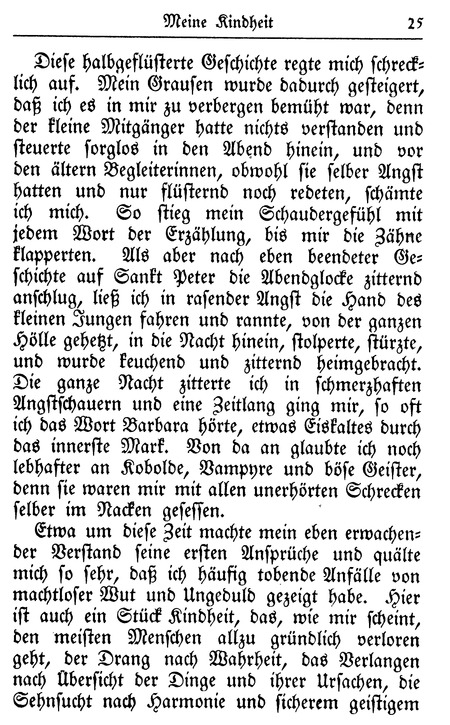 Meine Kindheit 25
Diese halbgeflüsterte Geschichte regte mich schreck-
lich auf. Mein Grausen wurde dadurch gesteigert,
daß ich es in mir zu verbergen bemüht war, denn
der kleine Mitgänger hatte nichts verstanden und
steuerte sorglos in den Abend hinein, und vor
den ältern Begleiterinnen, obwohl sie selber Angst
hatten und nur flüsternd noch redeten, schämte
ich mich. So stieg mein Schaudergefühl mit
jedem Wort der Erzählung, bis mir die Zähne
klapperten. Als aber nach eben beendeter Ge-
schichte auf Sankt Peter die Abendglocke zitternd
anschlug, ließ ich in rasender Angst die Hand des
kleinen Jungen fahren und rannte, von der ganzen
Hölle gehetzt, in die Nacht hinein, stolperte, stürzte,
und wurde keuchend und zitternd heimgebracht.
Die ganze Nacht zitterte ich in schmerzhaften
Angstschauern und eine Zeitlang ging mir, so oft
ich das Wort Barbara hörte, etwas Eiskaltes durch
das innerste Mark. Von da an glaubte ich noch
lebhafter an Kobolde, Vampyre und böse Geister,
denn sie waren mir mit allen unerhörten Schrecken
selber im Nacken gesessen.
Etwa um diese Zeit machte mein eben erwachen-
der Verstand seine ersten Ansprüche und quälte
mich so sehr, daß ich häufig tobende Anfälle von
machtloser Wut und Ungeduld gezeigt habe. Hier
ist auch ein Stück Kindheit, das, wie mir scheint,
den meisten Menschen allzu gründlich verloren
geht, der Drang nach Wahrheit, das Verlangen
nach Übersicht der Dinge und ihrer Ursachen, die
Sehnsucht nach Harmonie und sicherem geistigem